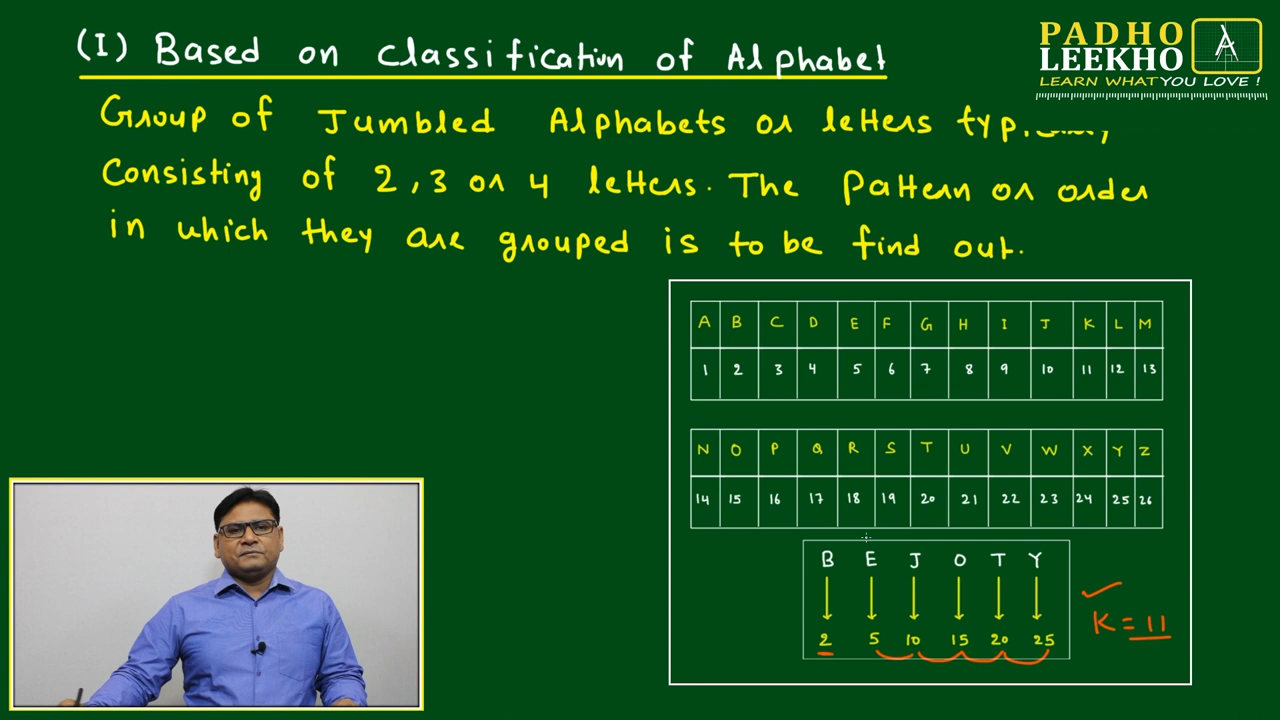 (I) Based on Classification of Alphabet
PADHO
LEEKHO
LEARN WHAT YOU LOVE !
Group of Jumbled Alphabets or letters
Consisting of 2, 3 or 4 letters. The Pattern or order
in which they are grouped is to be find out.
A B C D E F G H I J K L M
1 2 3 4 5 6 7 8 9 10 11 12 13
N O P Q R S T U V W X Y Z
14 15 16 17 18 19 20 21 22 23 24 25 26
B E J O T Y
2 5 10 15 20 25
K = 11